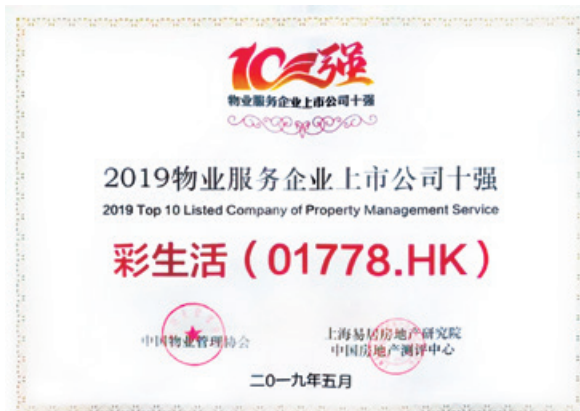 10强
物业服务企业上市公司十强
2019物业服务企业上市公司十强
2019 Top 10 Listed Company of Property Management Service
彩生活（01778.HK）
中国物业管理协会
上海易居房地产研究院
中国房地产测评中心
二〇一九年五月